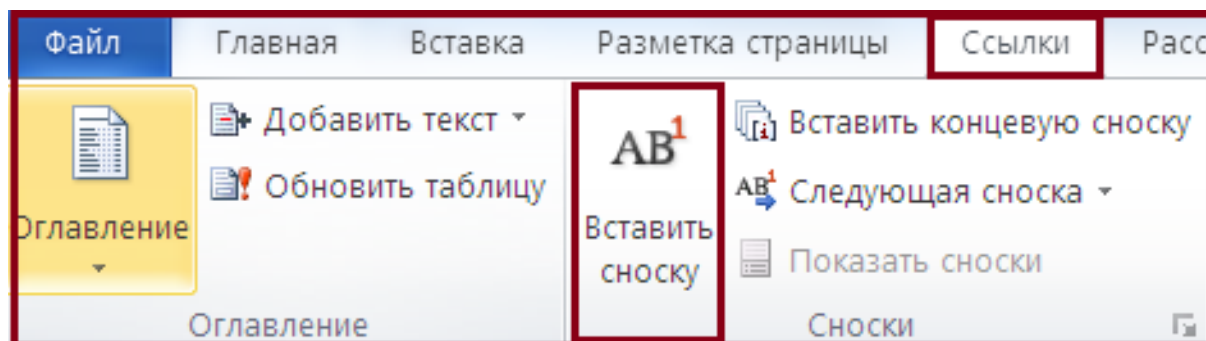 Файл Главная Вставка Разметка страницы Ссылки Расс
Оглавление
Добавить текст
Обновить таблицу
Оглавление
AB1
Вставить
сноску
[i] Вставить концевую сноску
AB1 Следующая сноска
Показать сноски
Сноски